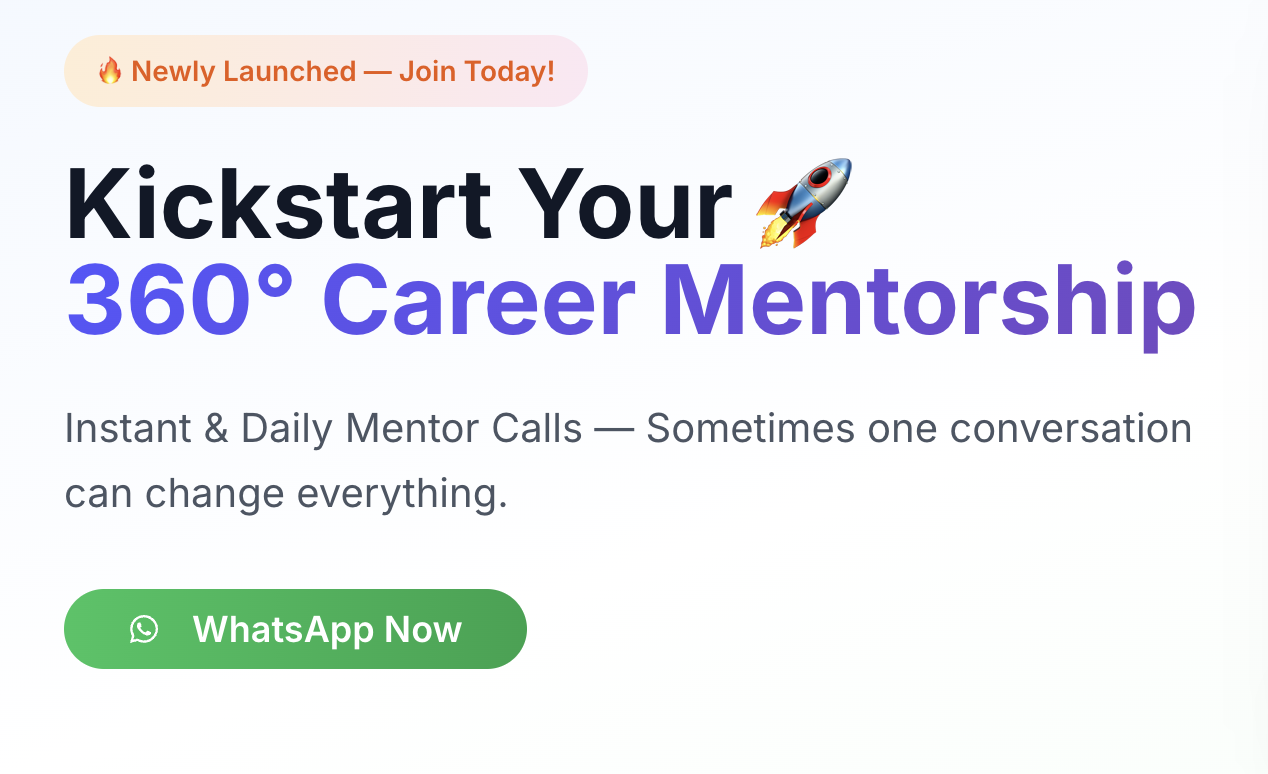 🔥 Newly Launched — Join Today!
Kickstart Your 🚀
360° Career Mentorship
Instant & Daily Mentor Calls — Sometimes one conversation
can change everything.
WhatsApp Now